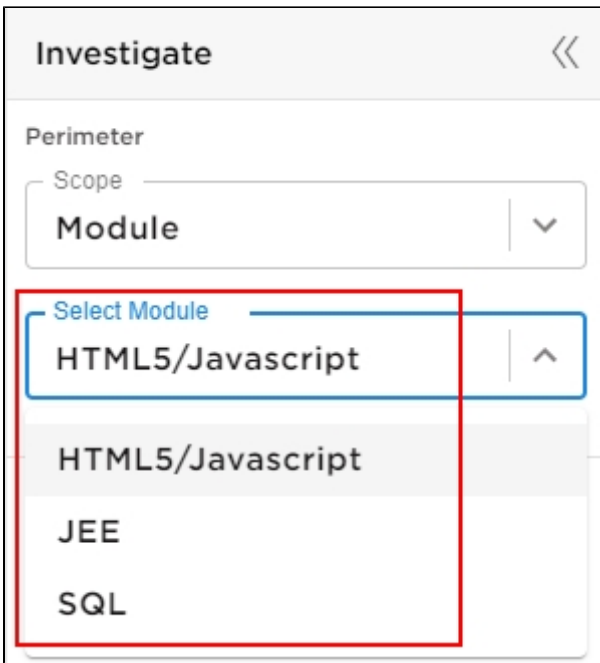 Investigate
Perimeter
Scope
Module
Select Module
HTML5/Javascript
HTML5/Javascript
JEE
SQL